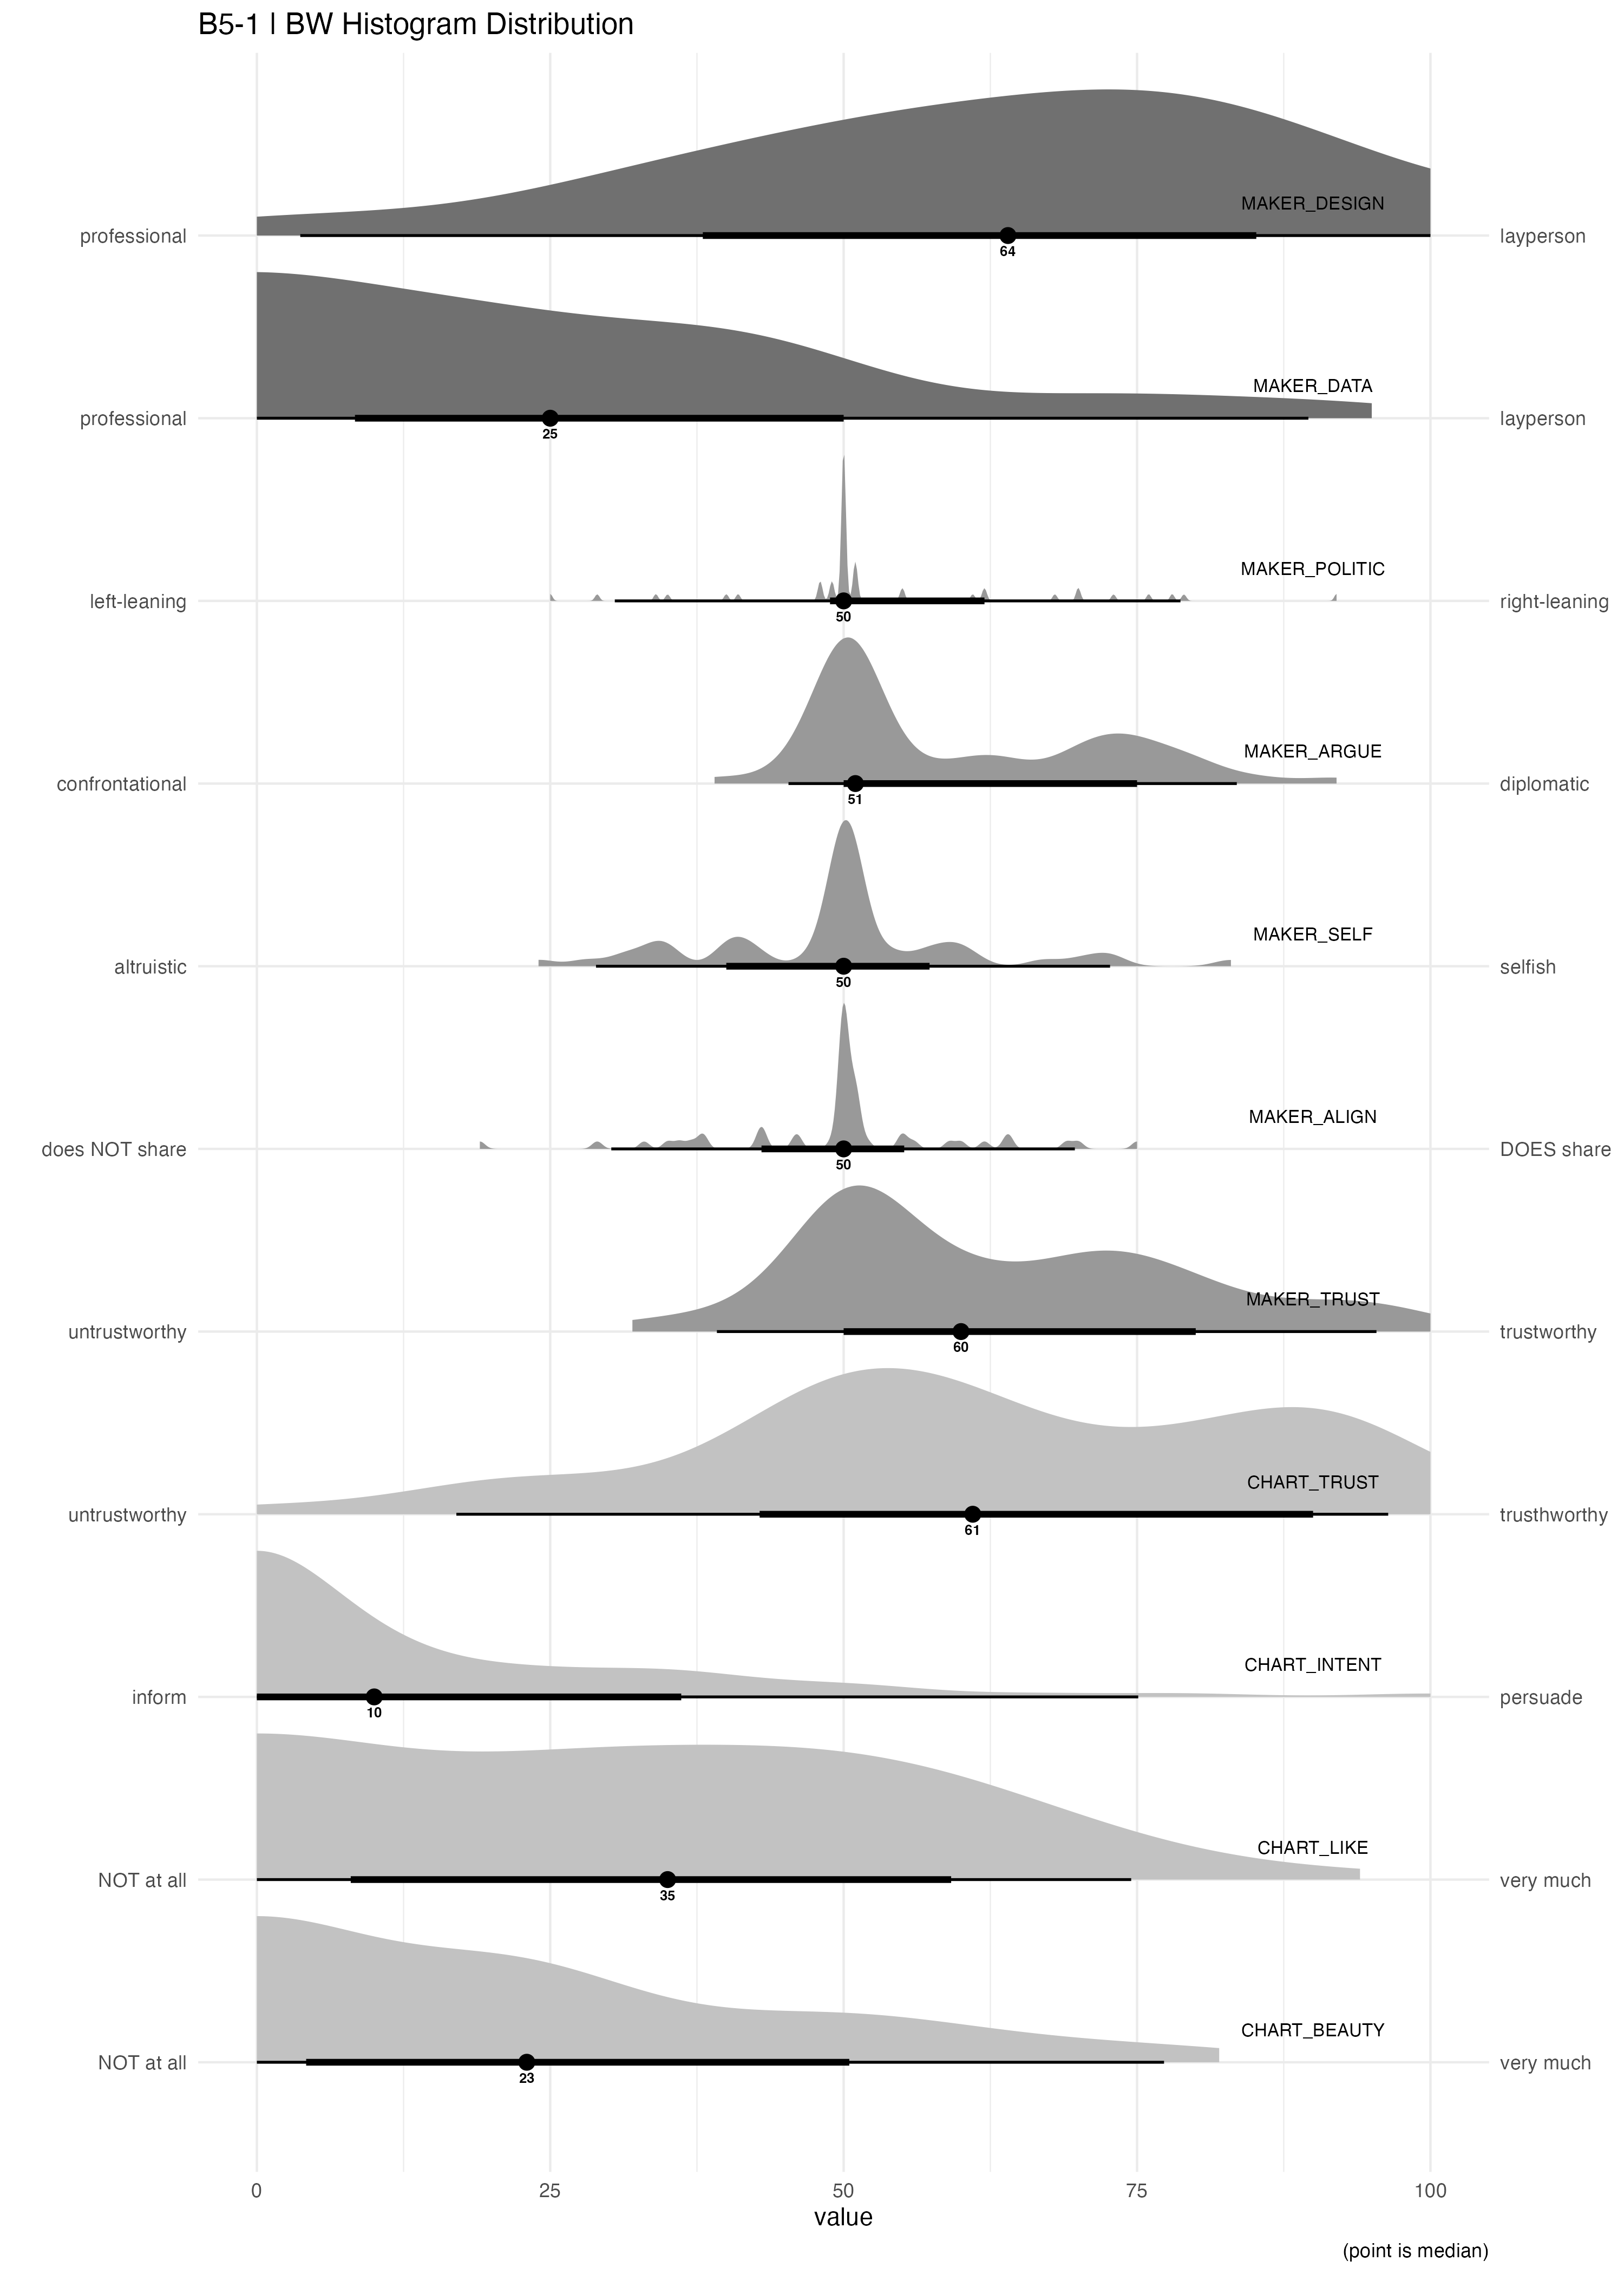 B5-1 | BW Histogram Distribution
MAKER_DESIGN
professional
layperson
64
MAKER_DATA
professional
layperson
25
MAKER_POLITIC
left-leaning
right-leaning
50
MAKER_ARGUE
confrontational
diplomatic
51
MAKER_SELF
altruistic
selfish
50
MAKER_ALIGN
does NOT share
DOES share
50
MAKER_TRUST
untrustworthy
trustworthy
60
CHART_TRUST
untrustworthy
trusthworthy
61
CHART_INTENT
inform
persuade
10
CHART_LIKE
NOT at all
very much
35
CHART_BEAUTY
NOT at all
very much
23
0 25 50 75 100
value
(point is median)